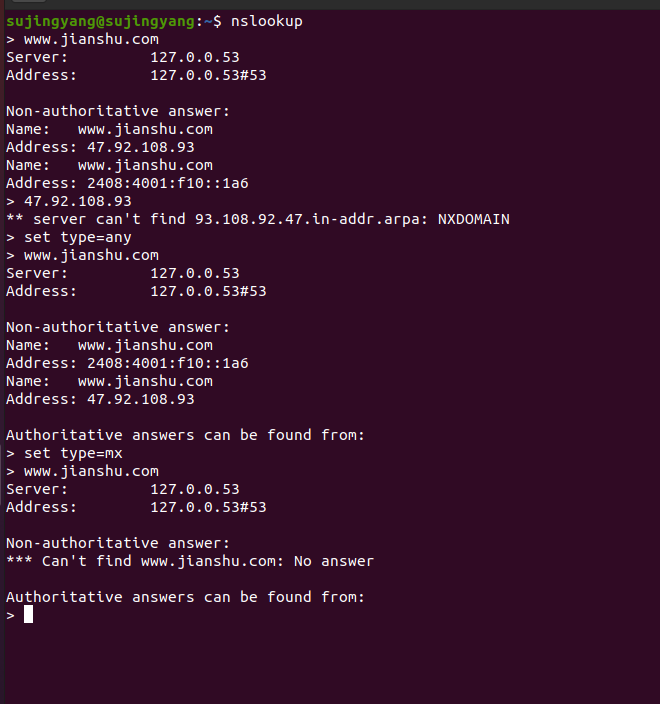 sujingyang@sujingyang:~$ nslookup
> www.jianshu.com
Server:         127.0.0.53
Address:        127.0.0.53#53

Non-authoritative answer:
Name:   www.jianshu.com
Address: 47.92.108.93
Name:   www.jianshu.com
Address: 2408:4001:f10::1a6
> 47.92.108.93
** server can't find 93.108.92.47.in-addr.arpa: NXDOMAIN
> set type=any
> www.jianshu.com
Server:         127.0.0.53
Address:        127.0.0.53#53

Non-authoritative answer:
Name:   www.jianshu.com
Address: 2408:4001:f10::1a6
Name:   www.jianshu.com
Address: 47.92.108.93

Authoritative answers can be found from:
> set type=mx
> www.jianshu.com
Server:         127.0.0.53
Address:        127.0.0.53#53

Non-authoritative answer:
*** Can't find www.jianshu.com: No answer

Authoritative answers can be found from:
>